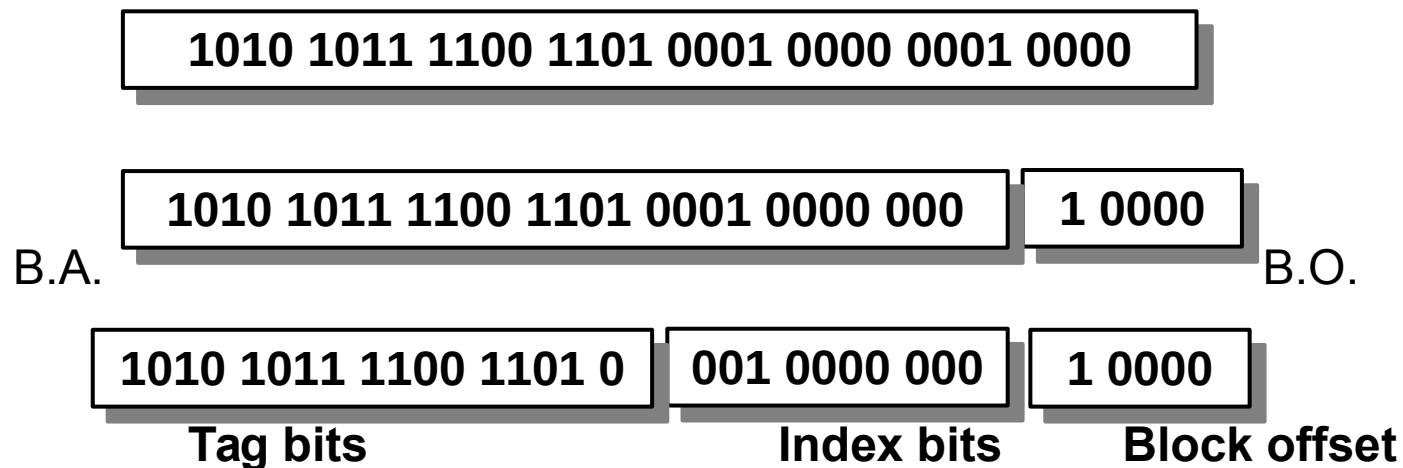 1010 1011 1100 1101 0001 0000 0001 0000
1010 1011 1100 1101 0001 0000 000 1 0000
B.A. B.O.
1010 1011 1100 1101 0 001 0000 000 1 0000
Tag bits Index bits Block offset